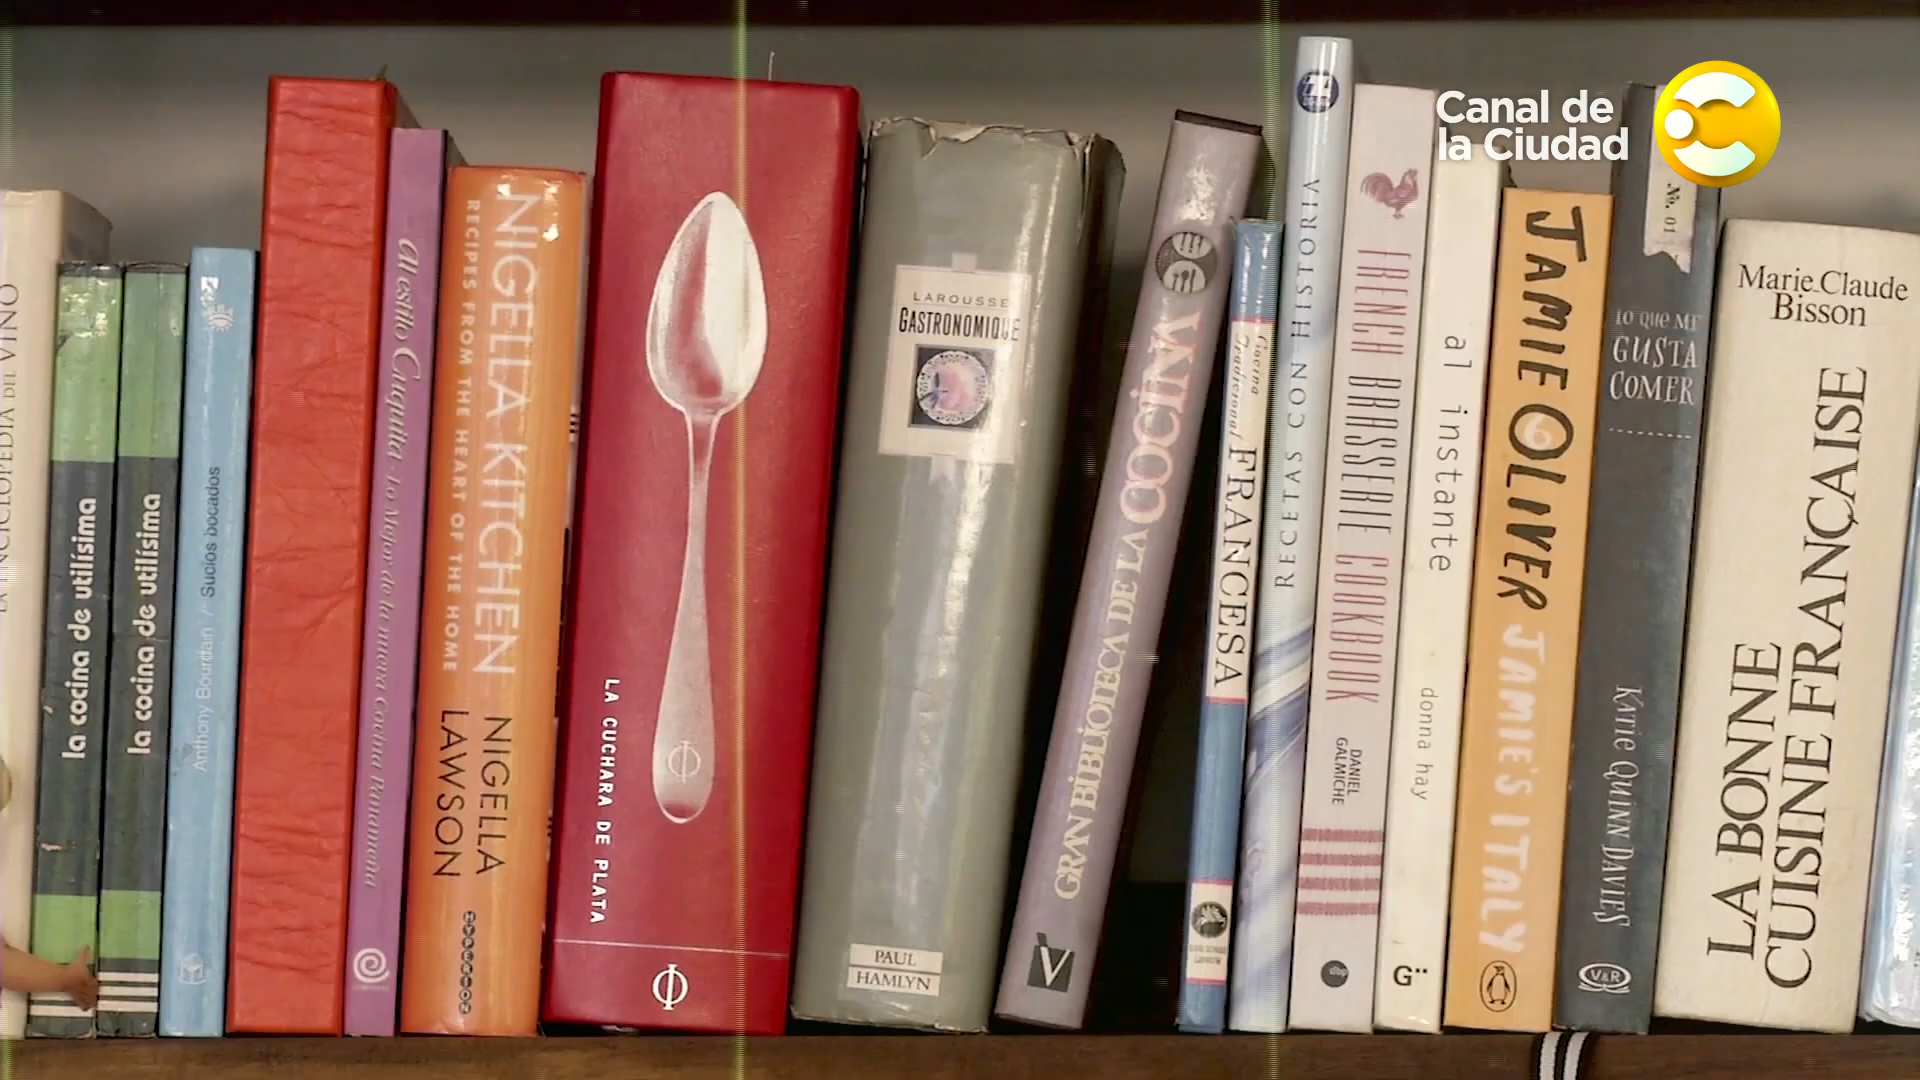 LA ENCICLOPEDIA DEL VINO
la cocina de utilísima
la cocina de utilísima
Anthony Bourdain / Sucios bocados
Al estilo Cuquita · Lo Mejor de la nueva Cocina Panameña
NIGELLA KITCHEN
RECIPES FROM THE HEART OF THE HOME
NIGELLA
LAWSON
HYPERION
LA CUCHARA DE PLATA
LAROUSSE
GASTRONOMIQUE
PAUL
HAMLYN
GRAN BIBLIOTECA DE LA COCINA
V
Cocina
Tradicional
FRANCESA
RECETAS CON HISTORIA
FRENCH BRASSERIE COOKBOOK
DANIEL
GALMICHE
dbp
al instante
donna hay
G
JAMIE OLIVER
JAMIE'S ITALY
No. 01
LO QUE ME
GUSTA
COMER
KATIE QUINN DAVIES
V&R
Marie.Claude
Bisson
LA BONNE
CUISINE FRANÇAISE
Canal de
la Ciudad